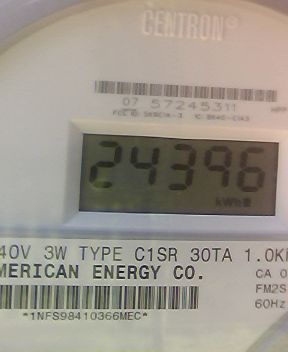 CENTRON®
07 57245311
24396
kWh
40V 3W TYPE C1SR 30TA 1.0K
MERICAN ENERGY CO.
CA 0
FM2S
60Hz
*1NFS98410366MEC*